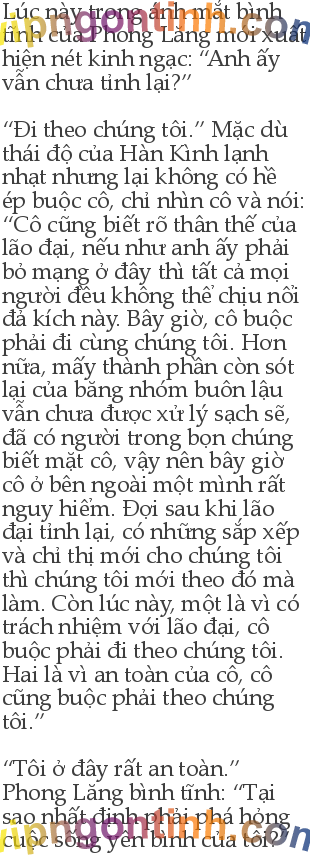 Lúc này trong ánh mắt bình
tĩnh của Phong Lăng mới xuất
hiện nét kinh ngạc: “Anh ấy
vẫn chưa tỉnh lại?”

“Đi theo chúng tôi.” Mặc dù
thái độ của Hàn Kình lạnh
nhạt nhưng lại không có hề
ép buộc cô, chỉ nhìn cô và nói:
“Cô cũng biết rõ thân thế của
lão đại, nếu như anh ấy phải
bỏ mạng ở đây thì tất cả mọi
người đều không thể chịu nổi
đả kích này. Bây giờ, cô buộc
phải đi cùng chúng tôi. Hơn
nữa, mấy thành phần còn sót
lại của băng nhóm buôn lậu
vẫn chưa được xử lý sạch sẽ,
đã có người trong bọn chúng
biết mặt cô, vậy nên bây giờ
cô ở bên ngoài một mình rất
nguy hiểm. Đợi sau khi lão
đại tỉnh lại, có những sắp xếp
và chỉ thị mới cho chúng tôi
thì chúng tôi mới theo đó mà
làm. Còn lúc này, một là vì có
trách nhiệm với lão đại, cô
buộc phải đi theo chúng tôi.
Hai là vì an toàn của cô, cô
cũng buộc phải theo chúng
tôi.”

“Tôi ở đây rất an toàn.”
Phong Lăng bình tĩnh: “Tại
sao nhất định phải phá hỏng
cuộc sống yên bình của tôi?”
vipngontinh.com
vipngontinh.com